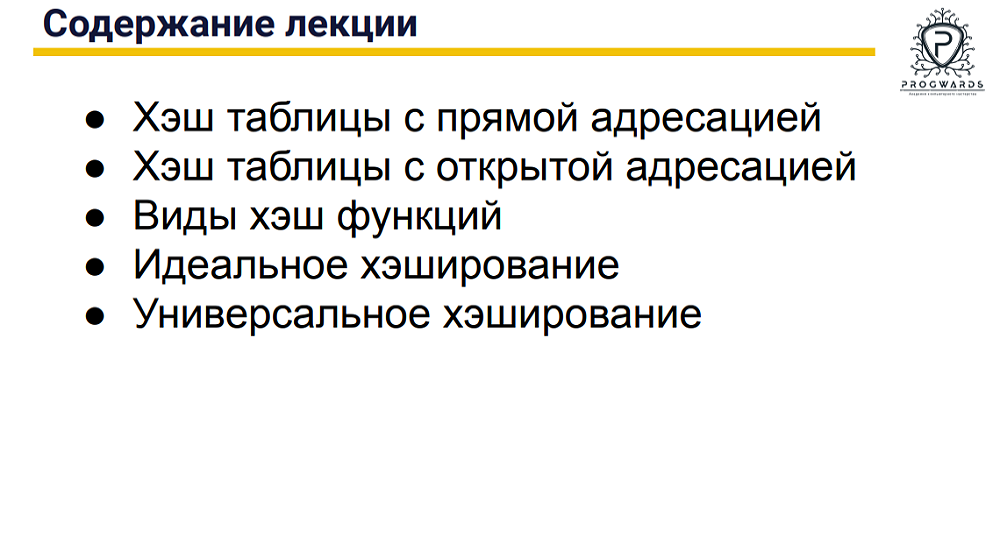 Содержание лекции
P
PROGWARDS
● Хэш таблицы с прямой адресацией
● Хэш таблицы с открытой адресацией
● Виды хэш функций
● Идеальное хэширование
● Универсальное хэширование